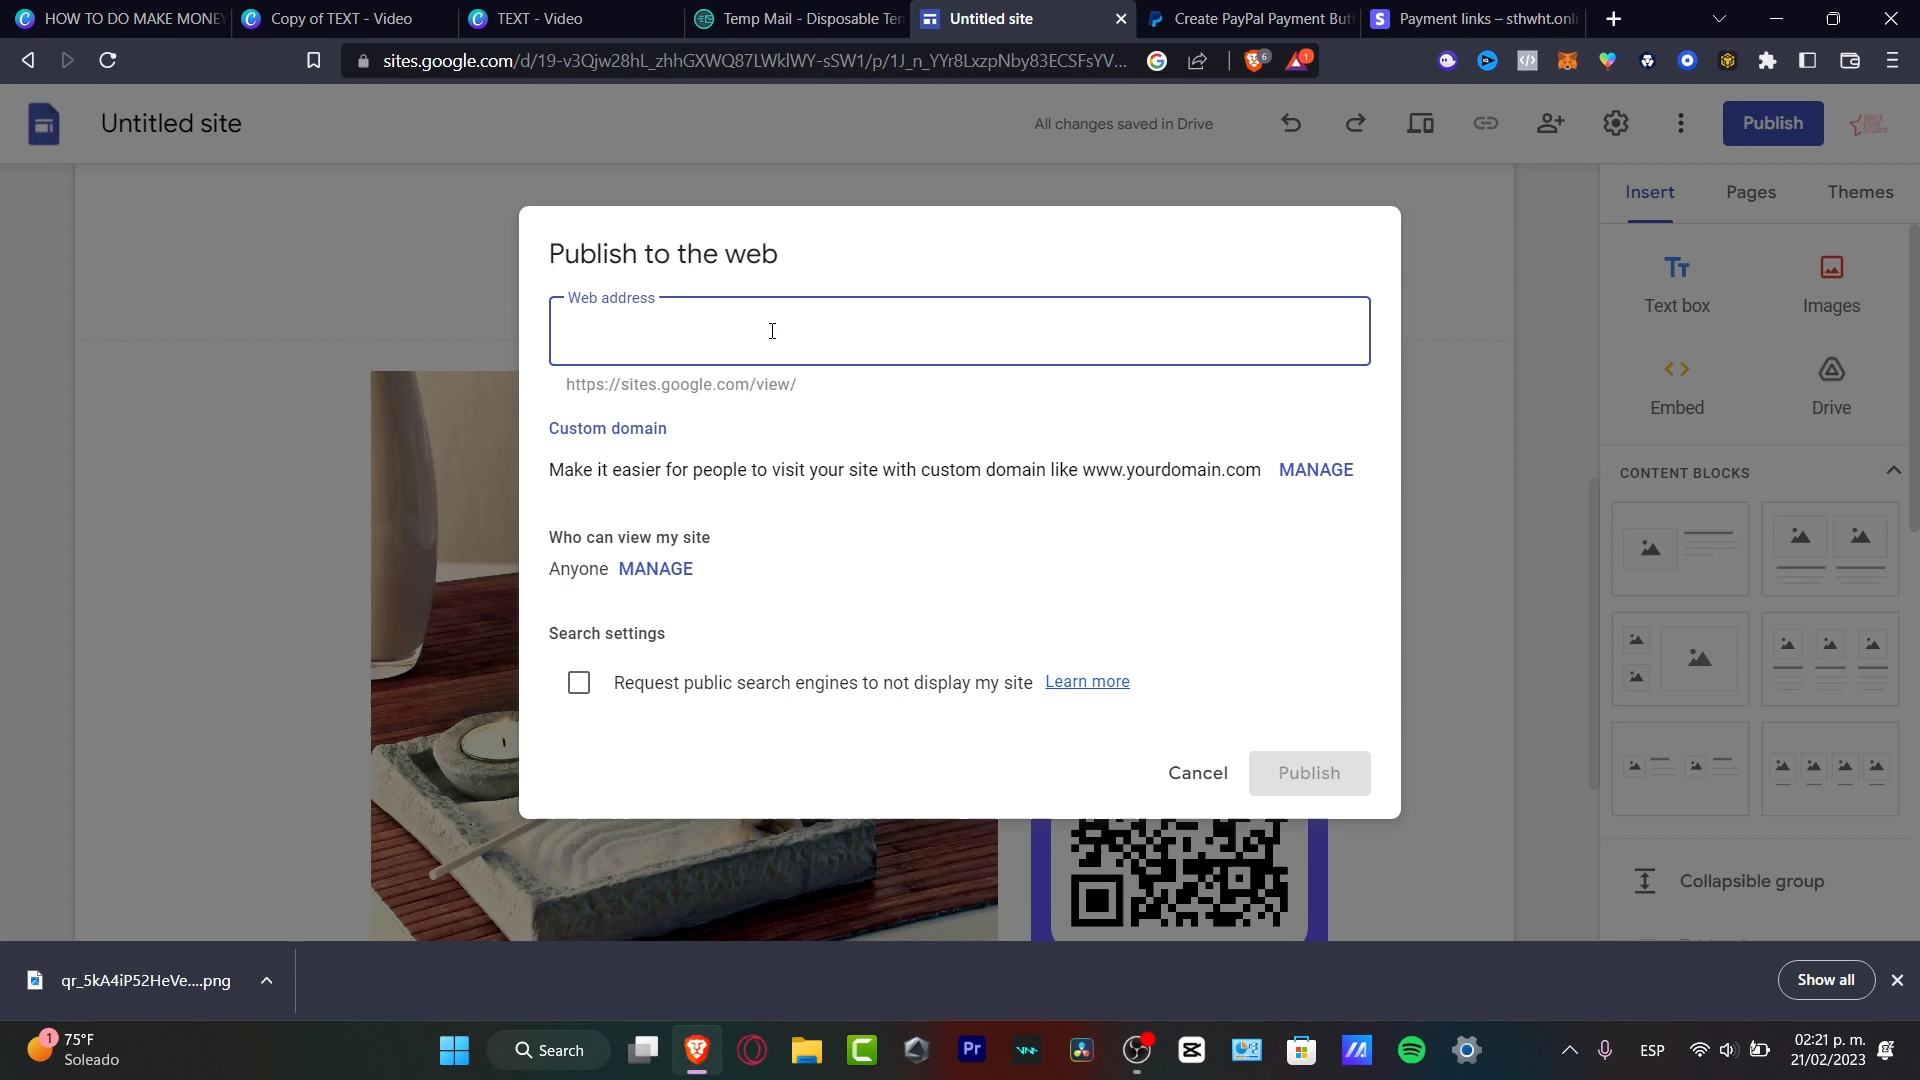 HOW TO DO MAKE MONEY
Copy of TEXT - Video
TEXT - Video
Temp Mail - Disposable Ten
Untitled site
Create PayPal Payment Butt
Payment links – sthwht.onli
sites.google.com/d/19-v3Qjw28hL_zhhGXWQ87LWklWY-sSW1/p/1J_n_YYr8LxzpNby83ECSFsYV...
6
1
Untitled site
All changes saved in Drive
Publish
Insert
Pages
Themes
Publish to the web
Web address
https://sites.google.com/view/
Custom domain
Make it easier for people to visit your site with custom domain like www.yourdomain.com MANAGE
Who can view my site
Anyone MANAGE
Search settings
Request public search engines to not display my site Learn more
Cancel
Publish
Text box
Images
Embed
Drive
CONTENT BLOCKS
Collapsible group
qr_5kA4iP52HeVe....png
Show all
1
75°F
Soleado
Search
Pr
ESP
02:21 p. m.
21/02/2023